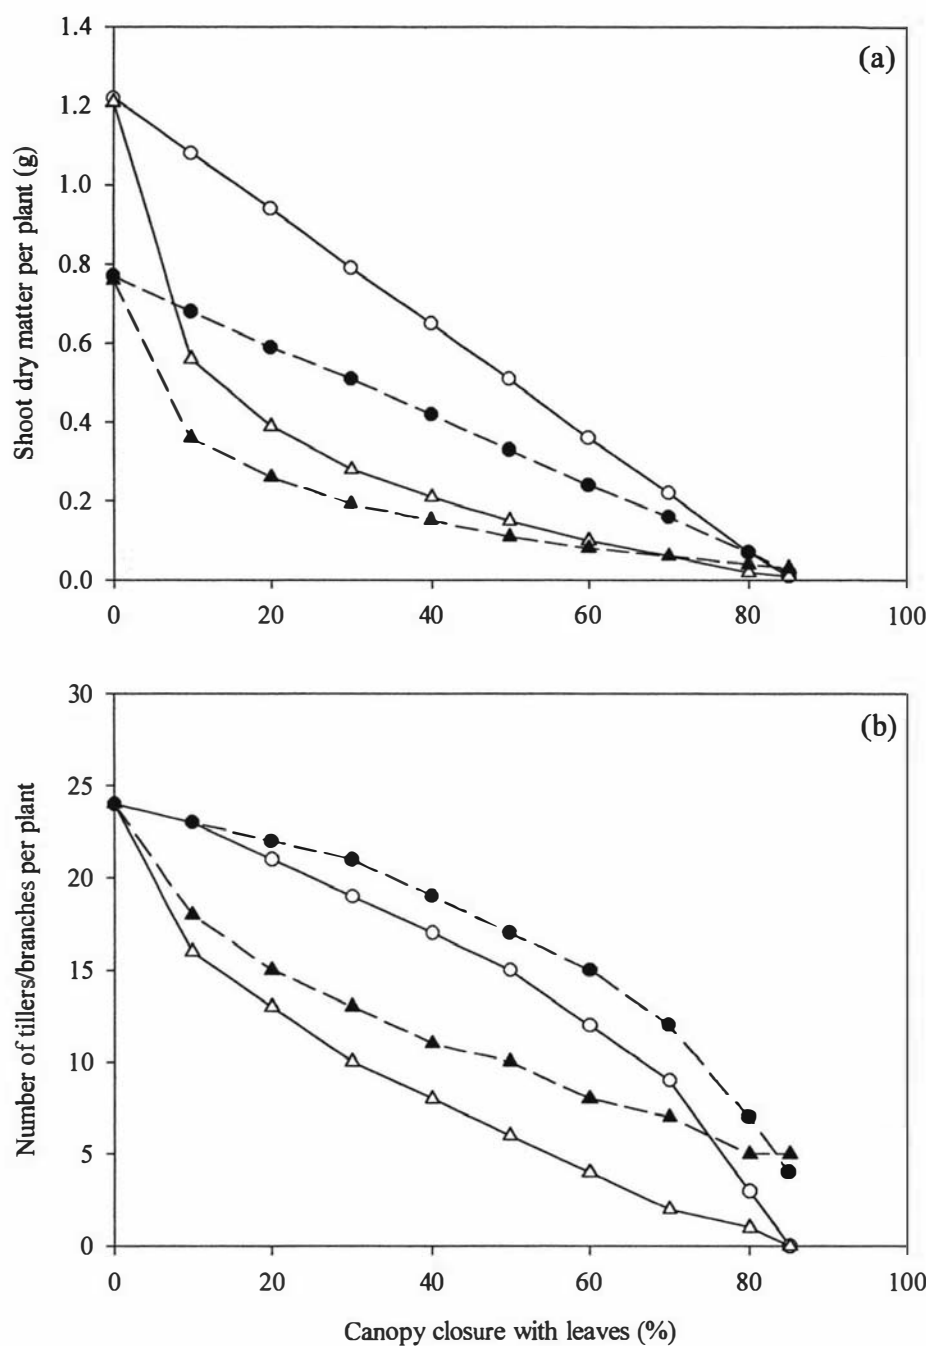 (a)
1.4
1.2
1.0
0.8
0.6
0.4
0.2
0.0
Shoot dry matter per plant (g)
0 20 40 60 80 100
(b)
30
25
20
15
10
5
0
Number of tillers/branches per plant
0 20 40 60 80 100
Canopy closure with leaves (%)